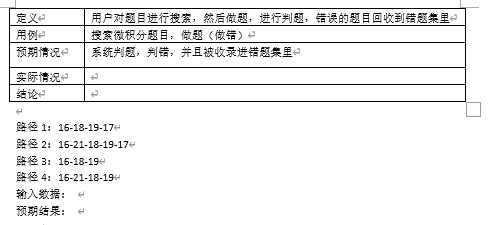 定义 用户对题目进行搜索，然后做题，进行判题，错误的题目回收到错题集里
用例 搜索微积分题目，做题（做错）
预期情况 系统判题，判错，并且被收录进错题集里
实际情况
结论
路径 1：16-18-19-17
路径 2：16-21-18-19-17
路径 3：16-18-19
路径 4：16-21-18-19
输入数据：
预期结果：